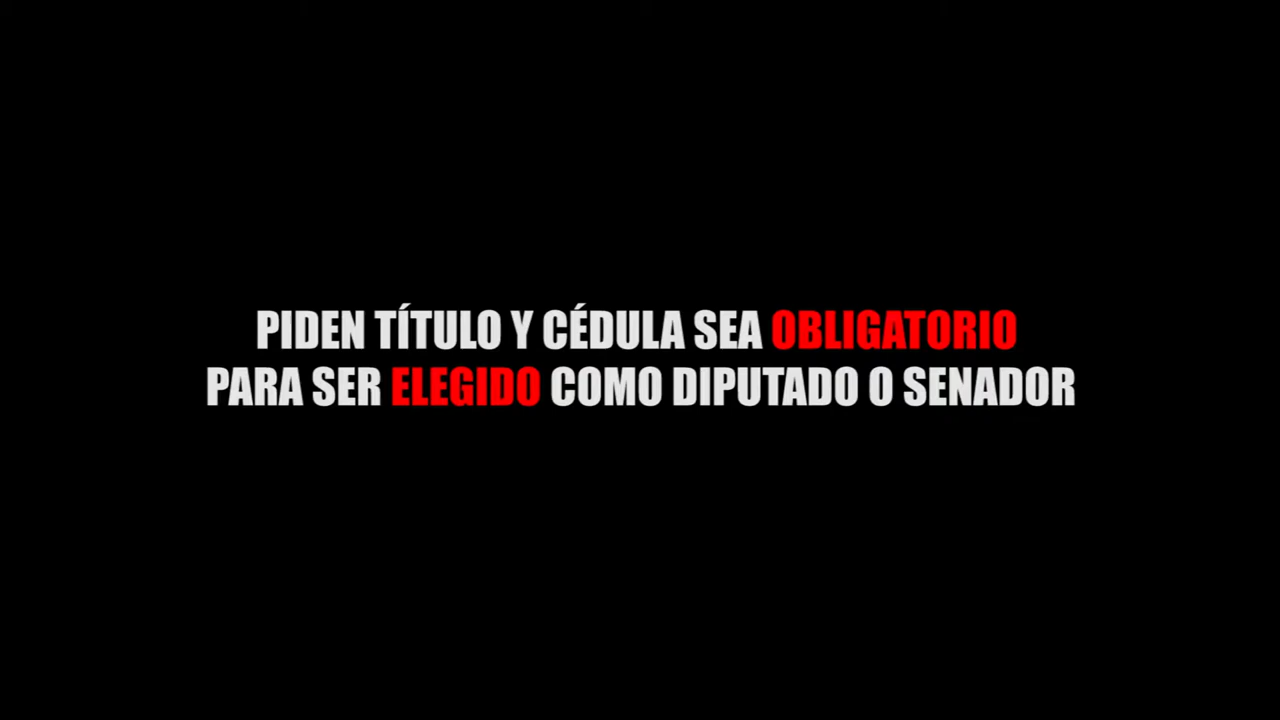 PIDEN TÍTULO Y CÉDULA SEA OBLIGATORIO
PARA SER ELEGIDO COMO DIPUTADO O SENADOR